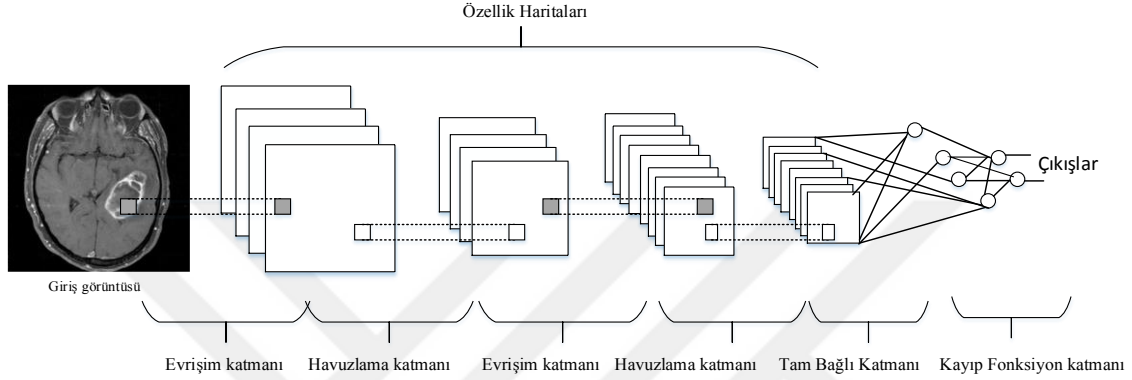 Özellik Haritaları
Çıkışlar
Giriş görüntüsü
Evrişim katmanı
Havuzlama katmanı
Evrişim katmanı
Havuzlama katmanı
Tam Bağlı Katmanı
Kayıp Fonksiyon katmanı